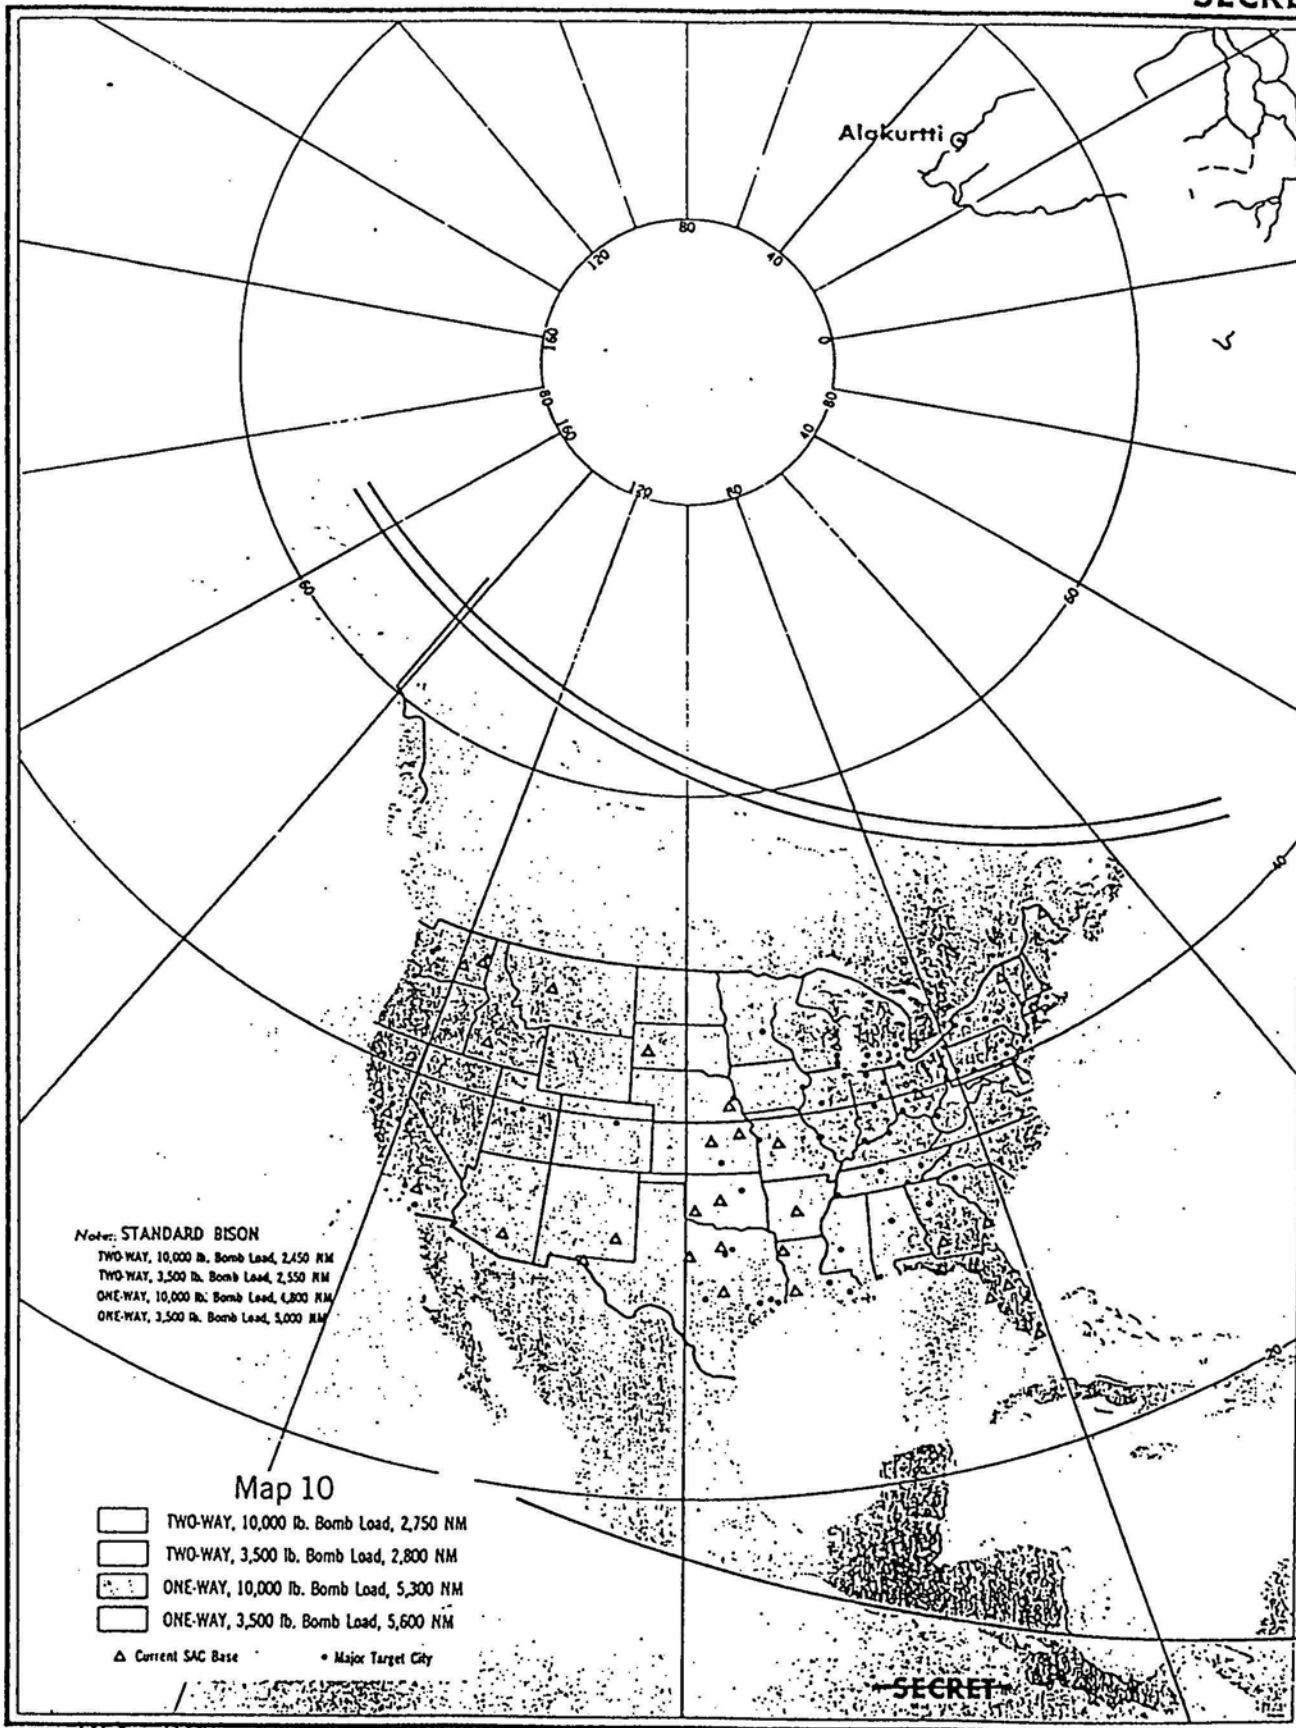 Alakurtti
80
120
40
160
0
80
80
160
40
120
80
60
60
40
20
Note: STANDARD BISON
TWO-WAY, 10,000 lb. Bomb Load, 2,450 NM
TWO-WAY, 3,500 lb. Bomb Load, 2,550 NM
ONE-WAY, 10,000 lb. Bomb Load, 4,800 NM
ONE-WAY, 3,500 lb. Bomb Load, 5,000 NM
Map 10
TWO-WAY, 10,000 lb. Bomb Load, 2,750 NM
TWO-WAY, 3,500 lb. Bomb Load, 2,800 NM
ONE-WAY, 10,000 lb. Bomb Load, 5,300 NM
ONE-WAY, 3,500 lb. Bomb Load, 5,600 NM
Current SAC Base • Major Target City
SECRET